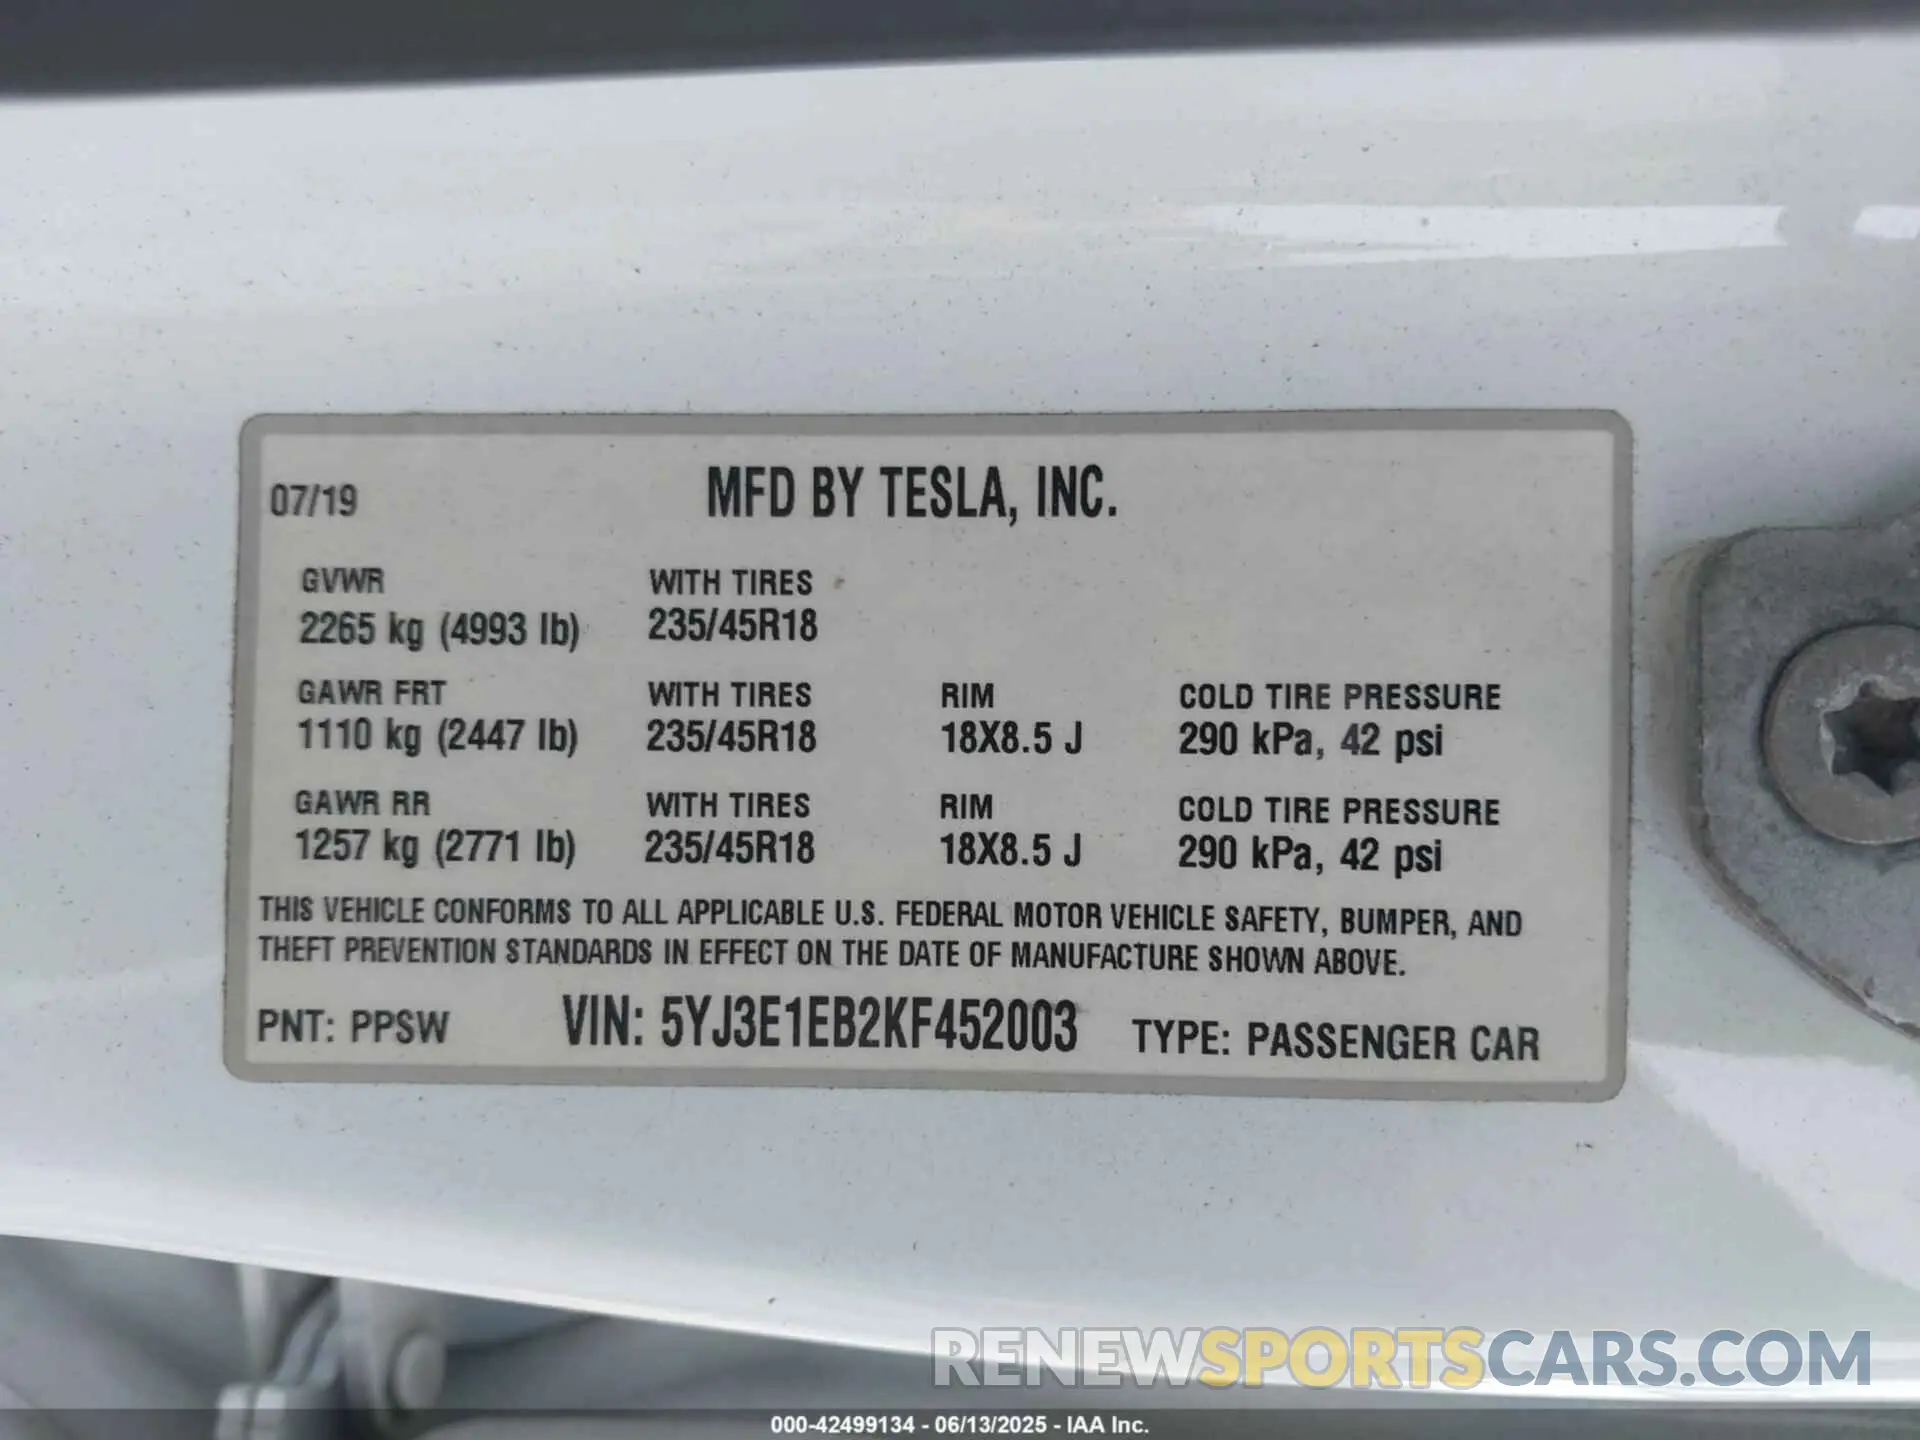 07/19 MFD BY TESLA, INC.
GVWR WITH TIRES
2265 kg (4993 lb) 235/45R18
GAWR FRT WITH TIRES RIM COLD TIRE PRESSURE
1110 kg (2447 lb) 235/45R18 18X8.5 J 290 kPa, 42 psi
GAWR RR WITH TIRES RIM COLD TIRE PRESSURE
1257 kg (2771 lb) 235/45R18 18X8.5 J 290 kPa, 42 psi
THIS VEHICLE CONFORMS TO ALL APPLICABLE U.S. FEDERAL MOTOR VEHICLE SAFETY, BUMPER, AND
THEFT PREVENTION STANDARDS IN EFFECT ON THE DATE OF MANUFACTURE SHOWN ABOVE.
PNT: PPSW VIN: 5YJ3E1EB2KF452003 TYPE: PASSENGER CAR
RENEWSPORTSCARS.COM
000-42499134 - 06/13/2025 - IAA Inc.